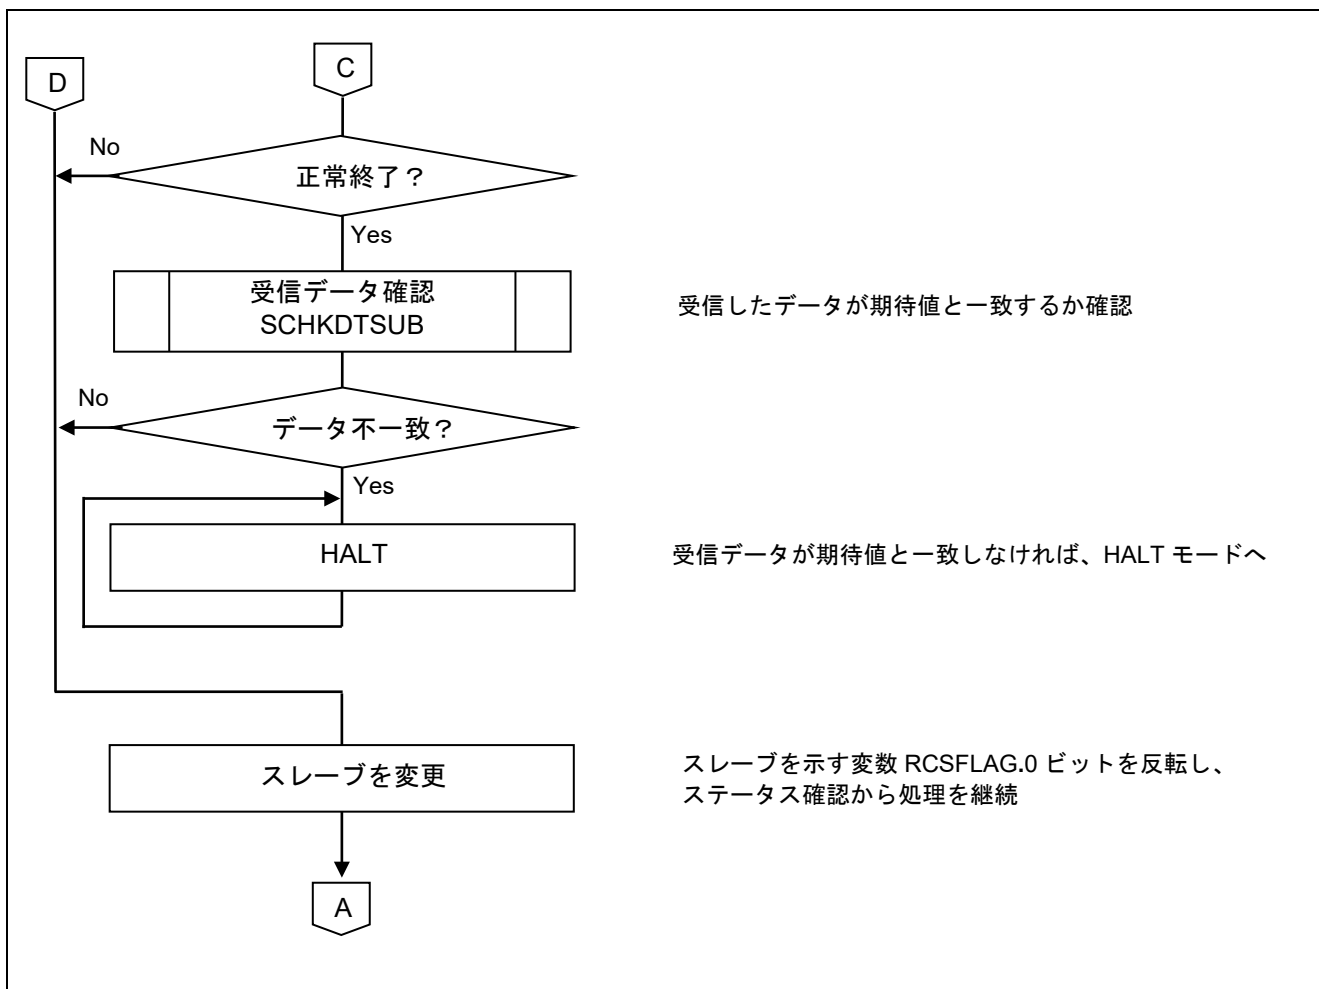 D
C
No
正常終了？
Yes
受信データ確認
SCHKDTSUB
受信したデータが期待値と一致するか確認
No
データ不一致？
Yes
HALT
受信データが期待値と一致しなければ、HALT モードへ
スレーブを変更
スレーブを示す変数 RCSFLAG.0 ビットを反転し、
ステータス確認から処理を継続
A